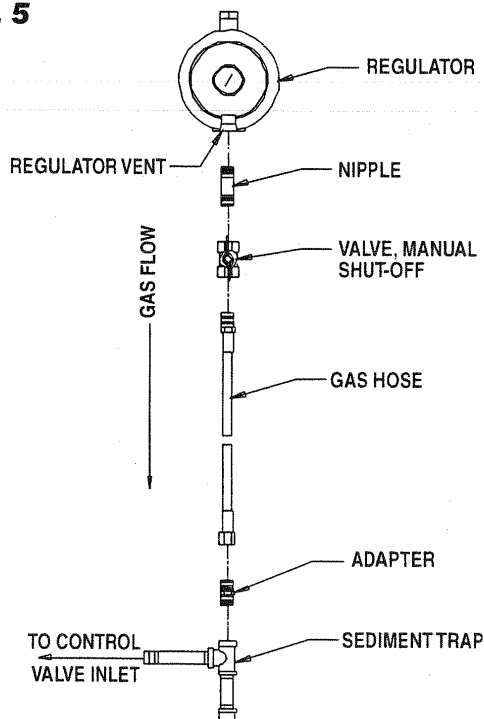 . 5
REGULATOR
REGULATOR VENT
NIPPLE
VALVE, MANUAL
SHUT-OFF
GAS FLOW
GAS HOSE
ADAPTER
TO CONTROL
VALVE INLET
SEDIMENT TRAP